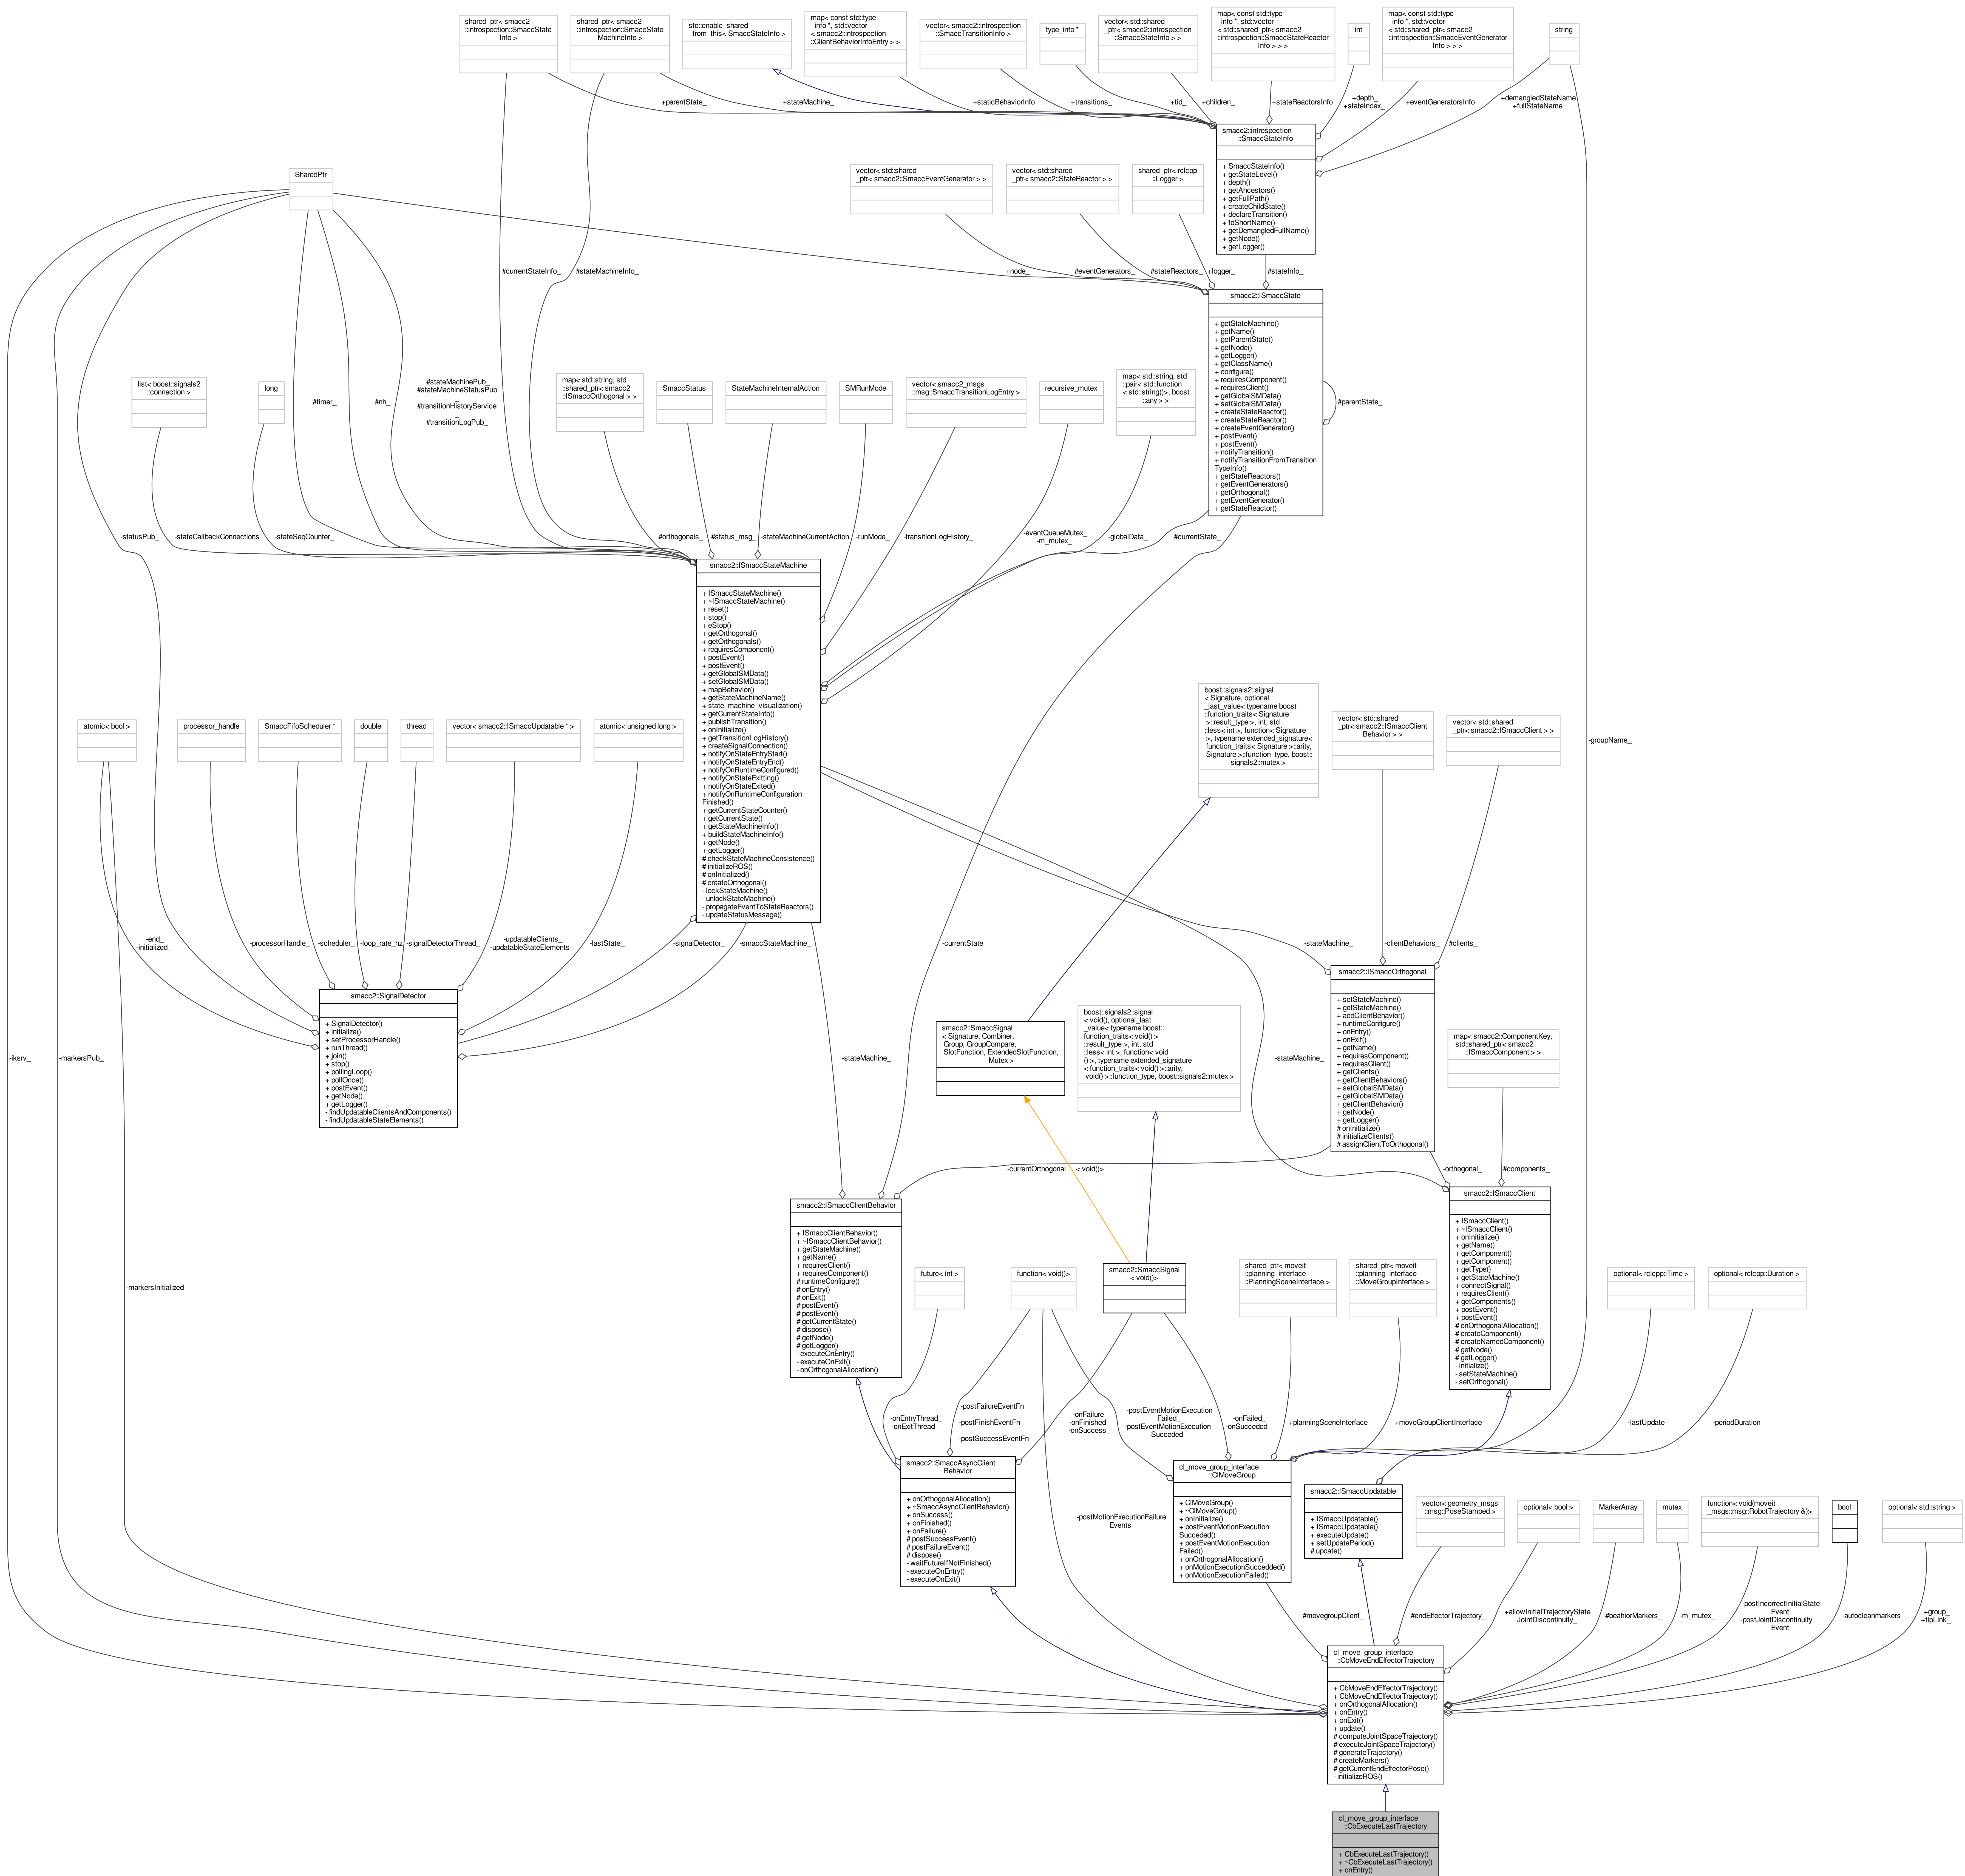 shared_ptr< smacc2
::introspection::SmaccState
Info >
shared_ptr< smacc2
::introspection::SmaccState
MachineInfo >
std::enable_shared
_from_this< SmaccStateInfo >
map< const std::type
_info *, std::vector
< smacc2::introspection
::ClientBehaviorInfoEntry > >
vector< smacc2::introspection
::SmaccTransitionInfo >
type_info *
vector< std::shared
_ptr< smacc2::introspection
::SmaccStateInfo > >
map< const std::type
_info *, std::vector
< std::shared_ptr< smacc2
::introspection::SmaccStateReactor
Info > > >
int
map< const std::type
_info *, std::vector
< std::shared_ptr< smacc2
::introspection::SmaccEventGenerator
Info > > >
string
+parentState_
+stateMachine_
+staticBehaviorInfo
+transitions_
+tid_
+children_
+stateReactorsInfo
+depth_
+stateIndex_
+eventGeneratorsInfo
+demangledStateName
+fullStateName
smacc2::introspection
::SmaccStateInfo
+ SmaccStateInfo()
+ getStateLevel()
+ depth()
+ getAncestors()
+ getFullPath()
+ createChildState()
+ declareTransition()
+ toShortName()
+ getDemangledFullName()
+ getNode()
+ getLogger()
SharedPtr
vector< std::shared
_ptr< smacc2::SmaccEventGenerator > >
vector< std::shared
_ptr< smacc2::StateReactor > >
shared_ptr< rclcpp
::Logger >
#currentStateInfo_
#stateMachineInfo_
+node_
#eventGenerators_
#stateReactors_
+logger_
#stateInfo_
smacc2::ISmaccState
+ getStateMachine()
+ getName()
+ getParentState()
+ getNode()
+ getLogger()
+ getClassName()
+ configure()
+ requiresComponent()
+ requiresClient()
+ getGlobalSMData()
+ setGlobalSMData()
+ createStateReactor()
+ createStateReactor()
+ createEventGenerator()
+ postEvent()
+ postEvent()
+ notifyTransition()
+ notifyTransitionFromTransition
TypeInfo()
+ getStateReactors()
+ getEventGenerators()
+ getOrthogonal()
+ getEventGenerator()
+ getStateReactor()
#parentState_
list< boost::signals2
::connection >
long
#timer_
#nh_
#stateMachinePub_
#stateMachineStatusPub
_
#transitionHistoryService
_
#transitionLogPub_
map< std::string, std
::shared_ptr< smacc2
::ISmaccOrthogonal > >
SmaccStatus
StateMachineInternalAction
SMRunMode
vector< smacc2_msgs
::msg::SmaccTransitionLogEntry >
recursive_mutex
map< std::string, std
::pair< std::function
< std::string()>, boost
::any > >
-statusPub_
-stateCallbackConnections
-stateSeqCounter_
#orthogonals_
#status_msg_
-stateMachineCurrentAction
-runMode_
-transitionLogHistory_
-eventQueueMutex_
-m_mutex_
-globalData_
#currentState_
smacc2::ISmaccStateMachine
+ ISmaccStateMachine()
+ ~ISmaccStateMachine()
+ reset()
+ stop()
+ eStop()
+ getOrthogonal()
+ getOrthogonals()
+ requiresComponent()
+ postEvent()
+ postEvent()
+ getGlobalSMData()
+ setGlobalSMData()
+ mapBehavior()
+ getStateMachineName()
+ state_machine_visualization()
+ getCurrentStateInfo()
+ publishTransition()
+ onInitialize()
+ getTransitionLogHistory()
+ createSignalConnection()
+ notifyOnStateEntryStart()
+ notifyOnStateEntryEnd()
+ notifyOnRuntimeConfigured()
+ notifyOnStateExitting()
+ notifyOnStateExited()
+ notifyOnRuntimeConfiguration
Finished()
+ getCurrentStateCounter()
+ getCurrentState()
+ getStateMachineInfo()
+ buildStateMachineInfo()
+ getNode()
+ getLogger()
# checkStateMachineConsistence()
# initializeROS()
# onInitialized()
# createOrthogonal()
- lockStateMachine()
- unlockStateMachine()
- propagateEventToStateReactors()
- updateStatusMessage()
boost::signals2::signal
< Signature, optional
_last_value< typename boost
::function_traits< Signature
>::result_type >, int, std
::less< int >, function< Signature
>, typename extended_signature<
function_traits< Signature >::arity,
Signature >::function_type, boost::
signals2::mutex >
vector< std::shared
_ptr< smacc2::ISmaccClient
Behavior > >
vector< std::shared
_ptr< smacc2::ISmaccClient > >
-groupName_
atomic< bool >
processor_handle
SmaccFifoScheduler *
double
thread
vector< smacc2::ISmaccUpdatable * >
atomic< unsigned long >
-end_
-initialized_
-processorHandle_
-scheduler_
-loop_rate_hz
-signalDetectorThread_
-updatableClients_
-updatableStateElements_
-lastState_
-signalDetector_
-smaccStateMachine_
-currentState
-stateMachine_
-clientBehaviors_
#clients_
smacc2::SignalDetector
+ SignalDetector()
+ initialize()
+ setProcessorHandle()
+ runThread()
+ join()
+ stop()
+ pollingLoop()
+ pollOnce()
+ postEvent()
+ getNode()
+ getLogger()
- findUpdatableClientsAndComponents()
- findUpdatableStateElements()
smacc2::ISmaccOrthogonal
+ setStateMachine()
+ getStateMachine()
+ addClientBehavior()
+ runtimeConfigure()
+ onEntry()
+ onExit()
+ getName()
+ requiresComponent()
+ requiresClient()
+ getClients()
+ getClientBehaviors()
+ setGlobalSMData()
+ getGlobalSMData()
+ getClientBehavior()
+ getNode()
+ getLogger()
# onInitialize()
# initializeClients()
# assignClientToOrthogonal()
smacc2::SmaccSignal
< Signature, Combiner,
Group, GroupCompare,
SlotFunction, ExtendedSlotFunction,
Mutex >
boost::signals2::signal
< void(), optional_last
_value< typename boost::
function_traits< void() >
::result_type >, int, std
::less< int >, function< void
() >, typename extended_signature
< function_traits< void() >::arity,
void() >::function_type, boost::signals2::mutex >
map< smacc2::ComponentKey,
std::shared_ptr< smacc2
::ISmaccComponent > >
-iksrv_
-markersPub_
-stateMachine_
-stateMachine_
-currentOrthogonal
< void()>
-orthogonal_
#components_
smacc2::ISmaccClientBehavior
+ ISmaccClientBehavior()
+ ~ISmaccClientBehavior()
+ getStateMachine()
+ getName()
+ requiresClient()
+ requiresComponent()
# runtimeConfigure()
# onEntry()
# onExit()
# postEvent()
# postEvent()
# getCurrentState()
# dispose()
# getNode()
# getLogger()
- executeOnEntry()
- executeOnExit()
- onOrthogonalAllocation()
smacc2::ISmaccClient
+ ISmaccClient()
+ ~ISmaccClient()
+ onInitialize()
+ getName()
+ getComponent()
+ getComponent()
+ getType()
+ getStateMachine()
+ connectSignal()
+ requiresClient()
+ getComponents()
+ postEvent()
+ postEvent()
# onOrthogonalAllocation()
# createComponent()
# createNamedComponent()
# getNode()
# getLogger()
- initialize()
- setStateMachine()
- setOrthogonal()
-markersInitialized_
future< int >
function< void()>
smacc2::SmaccSignal
< void()>
shared_ptr< moveit
::planning_interface
::PlanningSceneInterface >
shared_ptr< moveit
::planning_interface
::MoveGroupInterface >
optional< rclcpp::Time >
optional< rclcpp::Duration >
-onEntryThread_
-onExitThread_
-postFailureEventFn
_
-postFinishEventFn
_
-postSuccessEventFn_
-onFailure_
-onFinished_
-onSuccess_
-postEventMotionExecution
Failed_
-postEventMotionExecution
Succeded_
-onFailed_
-onSucceded_
+planningSceneInterface
+moveGroupClientInterface
-lastUpdate_
-periodDuration_
smacc2::SmaccAsyncClient
Behavior
+ onOrthogonalAllocation()
+ ~SmaccAsyncClientBehavior()
+ onSuccess()
+ onFinished()
+ onFailure()
# postSuccessEvent()
# postFailureEvent()
# dispose()
- waitFutureIfNotFinished()
- executeOnEntry()
- executeOnExit()
-postMotionExecutionFailure
Events
cl_move_group_interface
::ClMoveGroup
+ ClMoveGroup()
+ ~ClMoveGroup()
+ onInitialize()
+ postEventMotionExecution
Succeded()
+ postEventMotionExecution
Failed()
+ onOrthogonalAllocation()
+ onMotionExecutionSuccedded()
+ onMotionExecutionFailed()
smacc2::ISmaccUpdatable
+ ISmaccUpdatable()
+ ISmaccUpdatable()
+ executeUpdate()
+ setUpdatePeriod()
# update()
vector< geometry_msgs
::msg::PoseStamped >
optional< bool >
MarkerArray
mutex
function< void(moveit
_msgs::msg::RobotTrajectory &)>
bool
optional< std::string >
#movegroupClient_
#endEffectorTrajectory_
+allowInitialTrajectoryState
JointDiscontinuity_
#beahiorMarkers_
-m_mutex_
-postIncorrectInitialState
Event
-postJointDiscontinuity
Event
-autocleanmarkers
+group_
+tipLink_
cl_move_group_interface
::CbMoveEndEffectorTrajectory
+ CbMoveEndEffectorTrajectory()
+ CbMoveEndEffectorTrajectory()
+ onOrthogonalAllocation()
+ onEntry()
+ onExit()
+ update()
# computeJointSpaceTrajectory()
# executeJointSpaceTrajectory()
# generateTrajectory()
# createMarkers()
# getCurrentEndEffectorPose()
- initializeROS()
cl_move_group_interface
::CbExecuteLastTrajectory
+ CbExecuteLastTrajectory()
+ ~CbExecuteLastTrajectory()
+ onEntry()